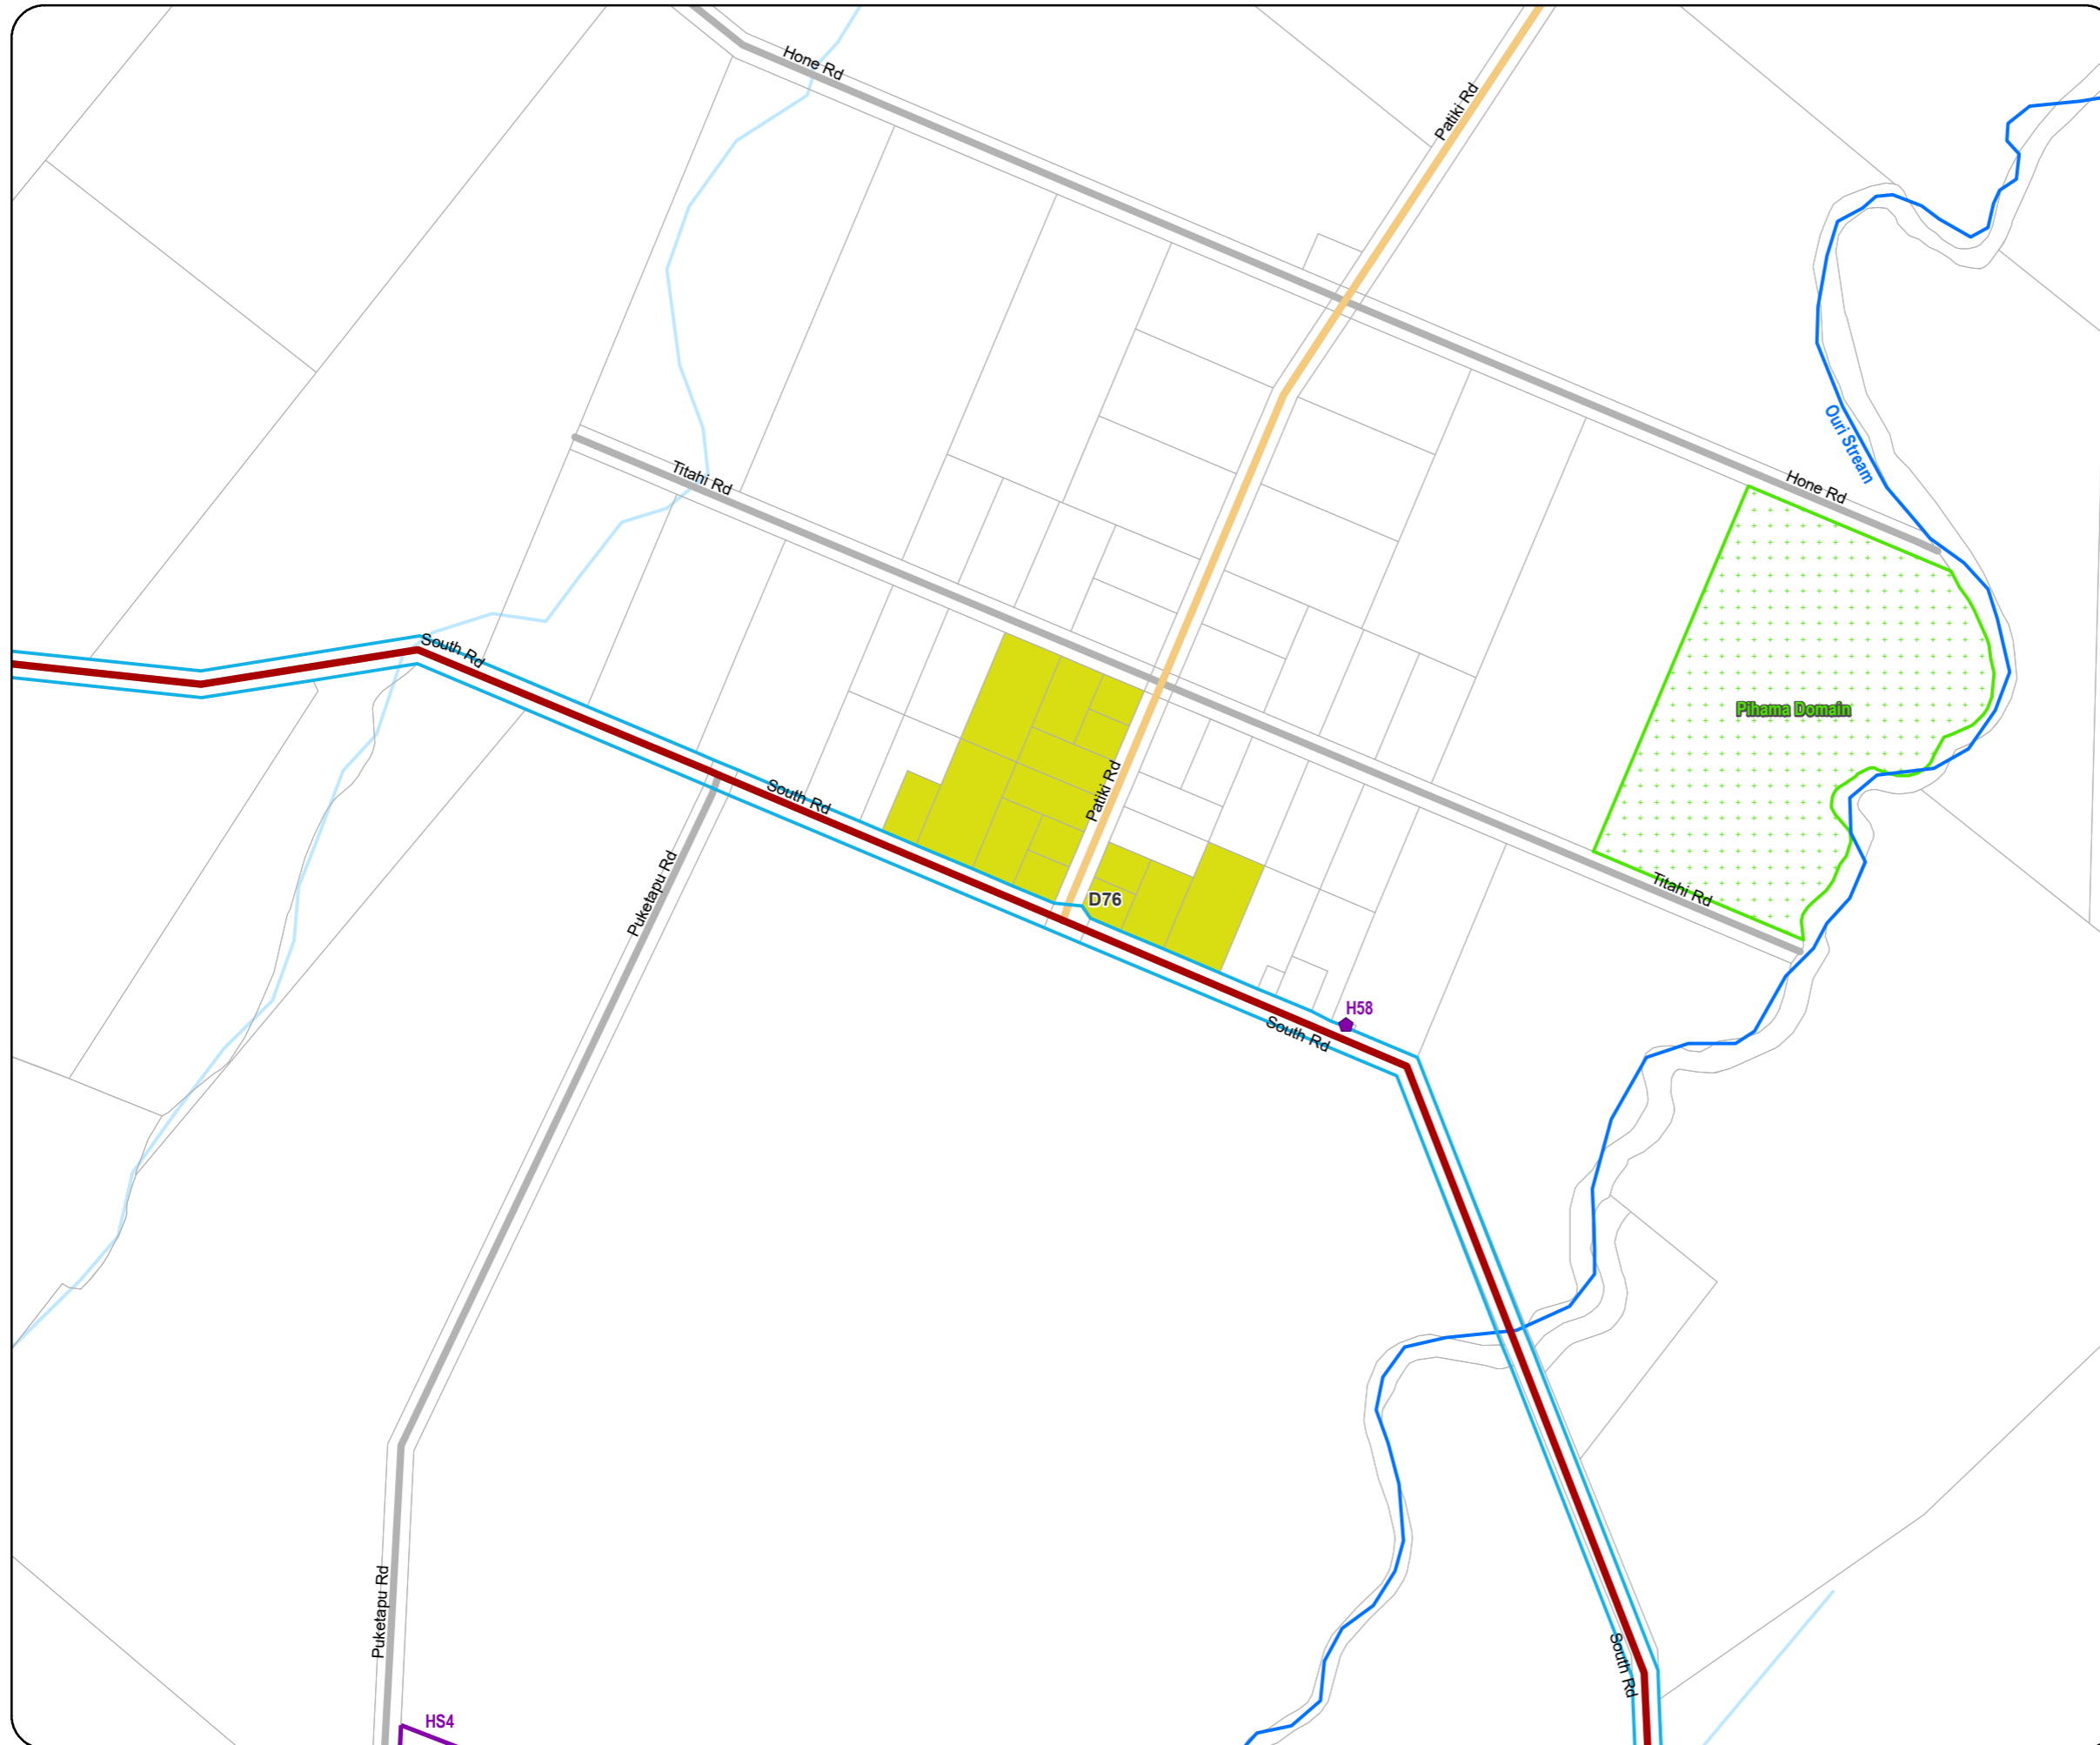 Hone Rd
Patiki Rd
Ouri Stream
Titahi Rd
Hone Rd
South Rd
Pihama Domain
South Rd
Patiki Rd
Puketapu Rd
D76
Titahi Rd
H58
South Rd
Puketapu Rd
South Rd
HS4